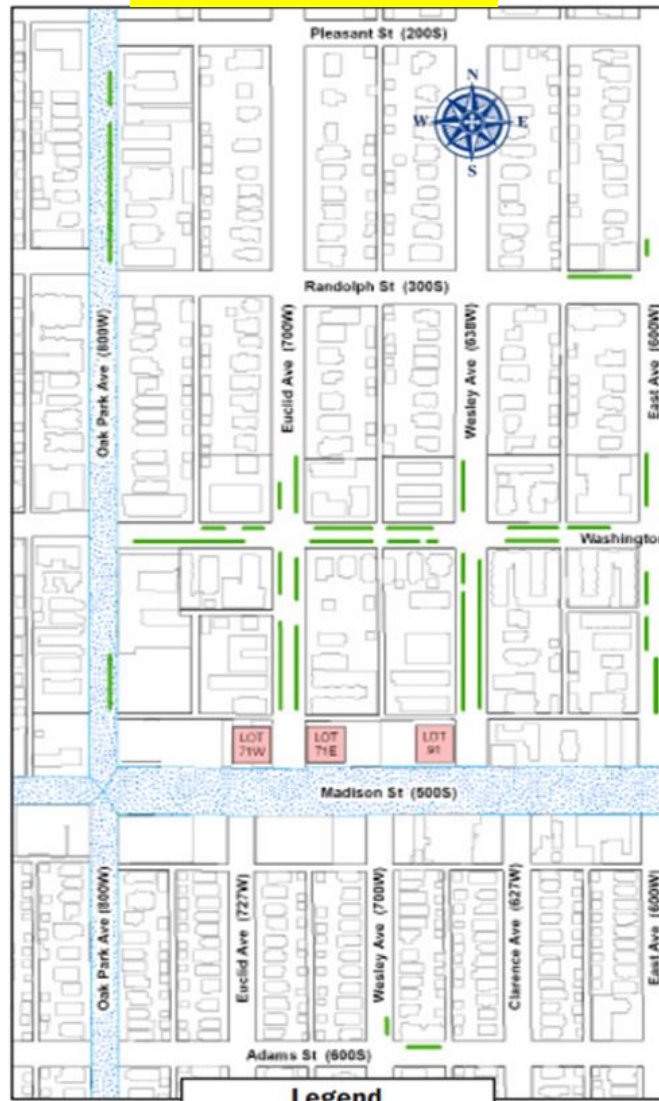 Pleasant St (200S)
N
W
E
S
Randolph St (300S)
Oak Park Ave (800W)
Euclid Ave (700W)
Wesley Ave (638W)
East Ave (600W)
Washington
LOT
71W
LOT
71E
LOT
91
Madison St (500S)
Oak Park Ave (800W)
Euclid Ave (727W)
Wesley Ave (700W)
Clarence Ave (627W)
East Ave (600W)
Adams St (600S)
Legend